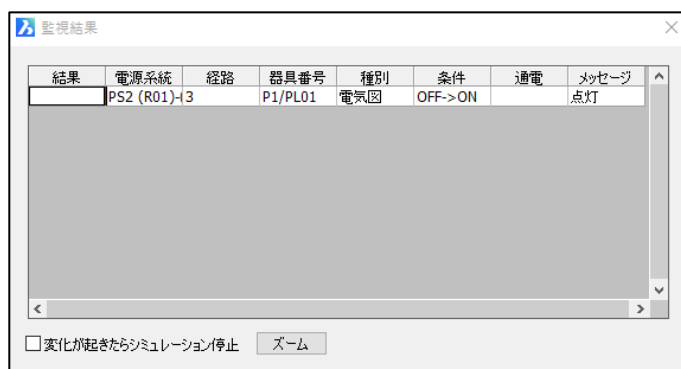 監視結果
結果 電源系統 経路 器具番号 種別 条件 通電 メッセージ
PS2 (R01)-( 3 P1/PL01 電気図 OFF->ON 点灯
変化が起きたらシミュレーション停止 ズーム